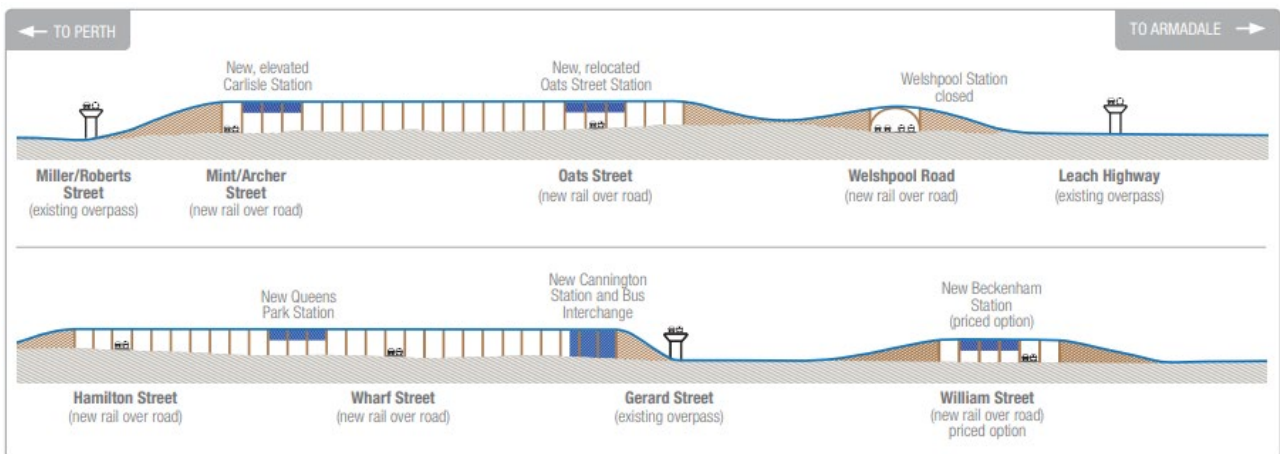 ← TO PERTH
TO ARMADALE →
New, elevated
Carlisle Station
New, relocated
Oats Street Station
Welshpool Station
closed
Miller/Roberts
Street
(existing overpass)
Mint/Archer
Street
(new rail over road)
Oats Street
(new rail over road)
Welshpool Road
(new rail over road)
Leach Highway
(existing overpass)
New Queens
Park Station
New Cannington
Station and Bus
Interchange
New Beckenham
Station
(priced option)
Hamilton Street
(new rail over road)
Wharf Street
(new rail over road)
Gerard Street
(existing overpass)
William Street
(new rail over road)
priced option